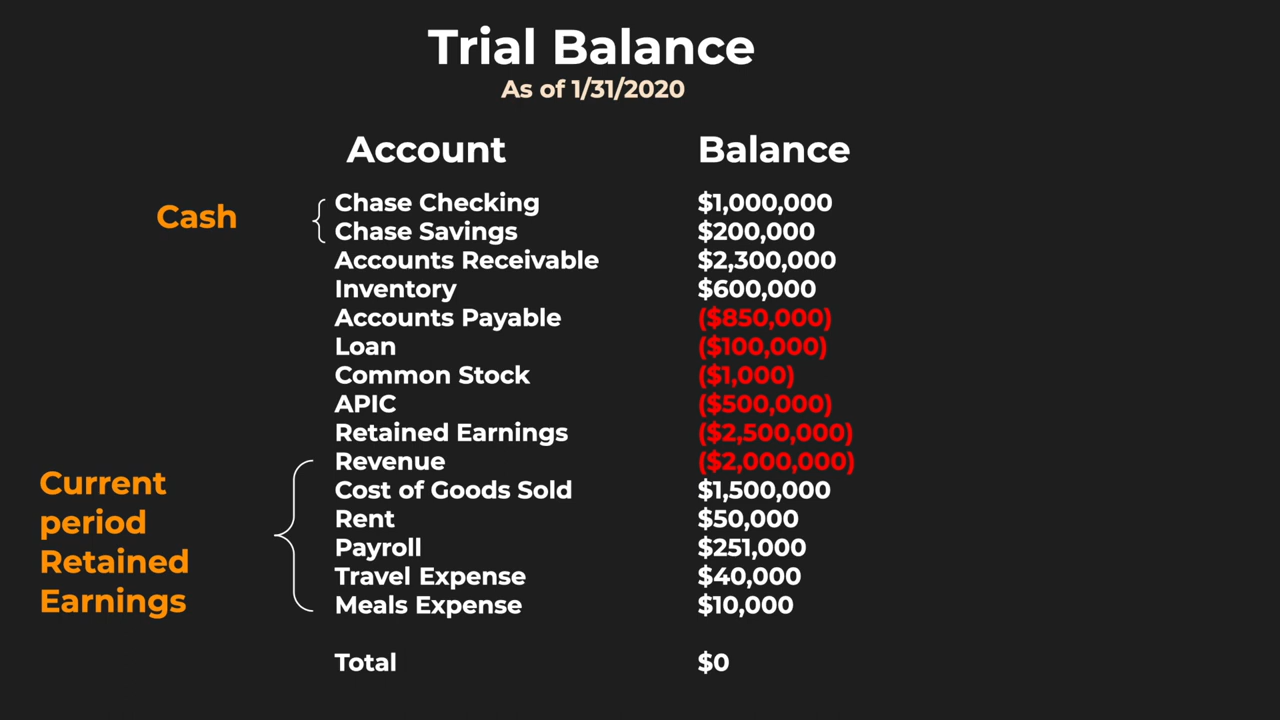 Trial Balance
As of 1/31/2020
Account Balance
Cash
Chase Checking $1,000,000
Chase Savings $200,000
Accounts Receivable $2,300,000
Inventory $600,000
Accounts Payable ($850,000)
Loan ($100,000)
Common Stock ($1,000)
APIC ($500,000)
Retained Earnings ($2,500,000)
Current
period
Retained
Earnings
Revenue ($2,000,000)
Cost of Goods Sold $1,500,000
Rent $50,000
Payroll $251,000
Travel Expense $40,000
Meals Expense $10,000
Total $0